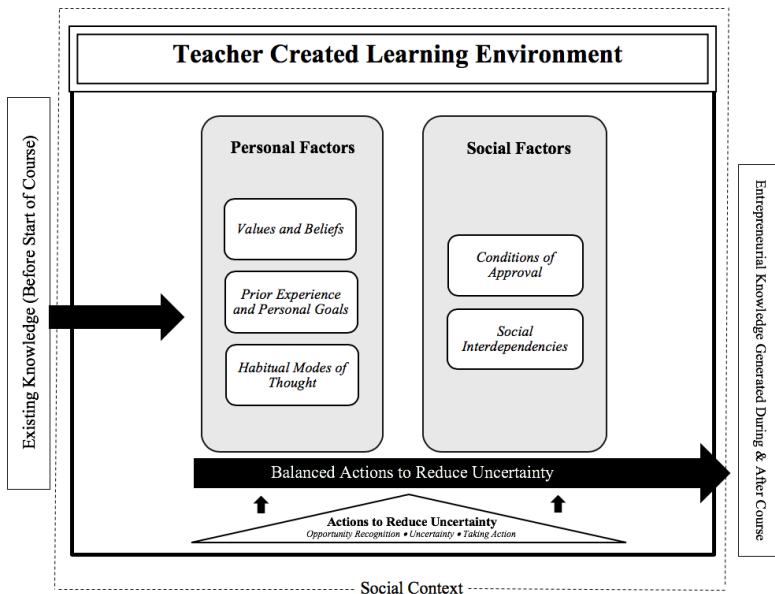 Teacher Created Learning Environment
Existing Knowledge (Before Start of Course)
Personal Factors
Values and Beliefs
Prior Experience
and Personal Goals
Habitual Modes of
Thought
Social Factors
Conditions of
Approval
Social
Interdependencies
Entrepreneurial Knowledge Generated During & After Course
Balanced Actions to Reduce Uncertainty
Actions to Reduce Uncertainty
Opportunity Recognition • Uncertainty • Taking Action
Social Context